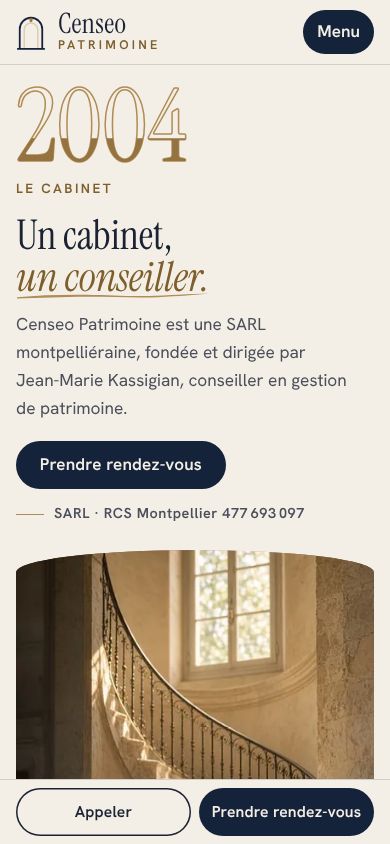 Censeo
PATRIMOINE
Menu
2004
LE CABINET
Un cabinet,
un conseiller.
Censeo Patrimoine est une SARL
montpelliéraine, fondée et dirigée par
Jean-Marie Kassigian, conseiller en gestion
de patrimoine.
Prendre rendez-vous
SARL · RCS Montpellier 477 693 097
Appeler
Prendre rendez-vous